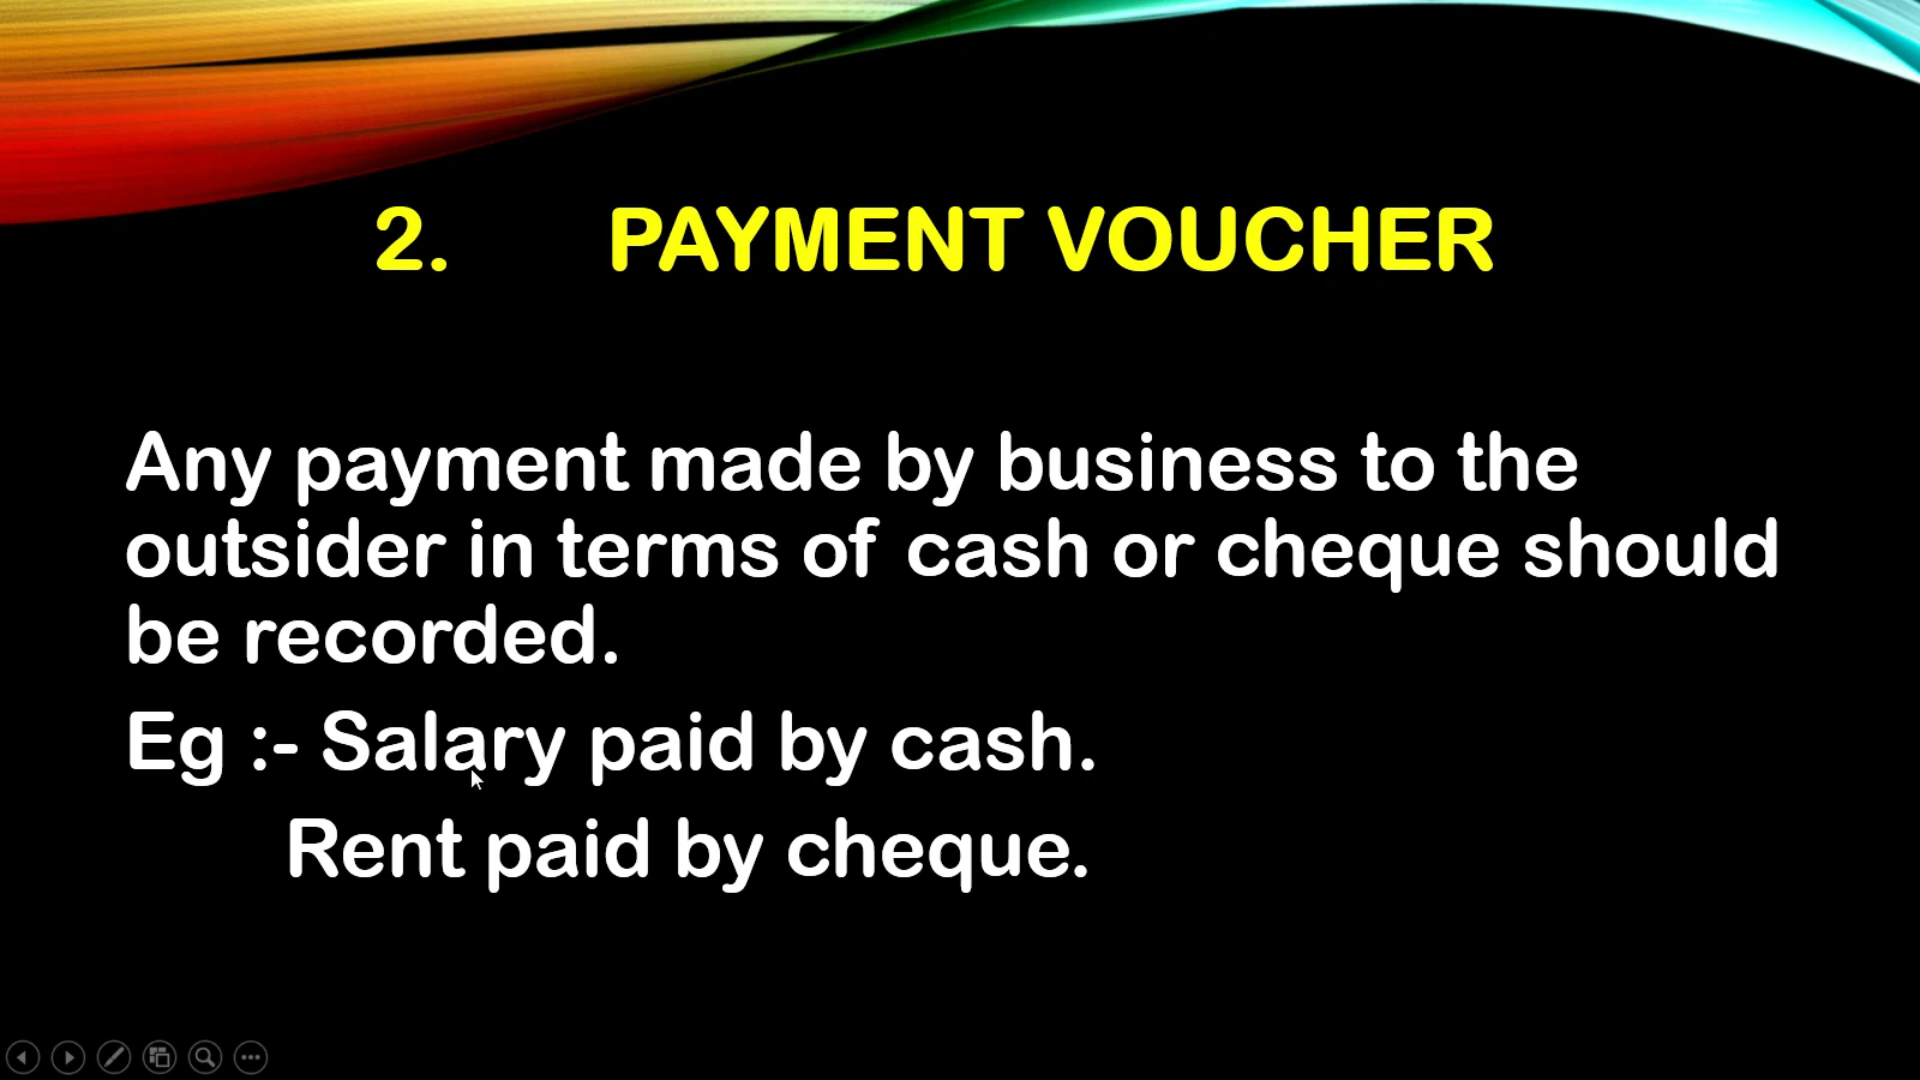 2. PAYMENT VOUCHER
Any payment made by business to the
outsider in terms of cash or cheque should
be recorded.
Eg :- Salary paid by cash.
Rent paid by cheque.